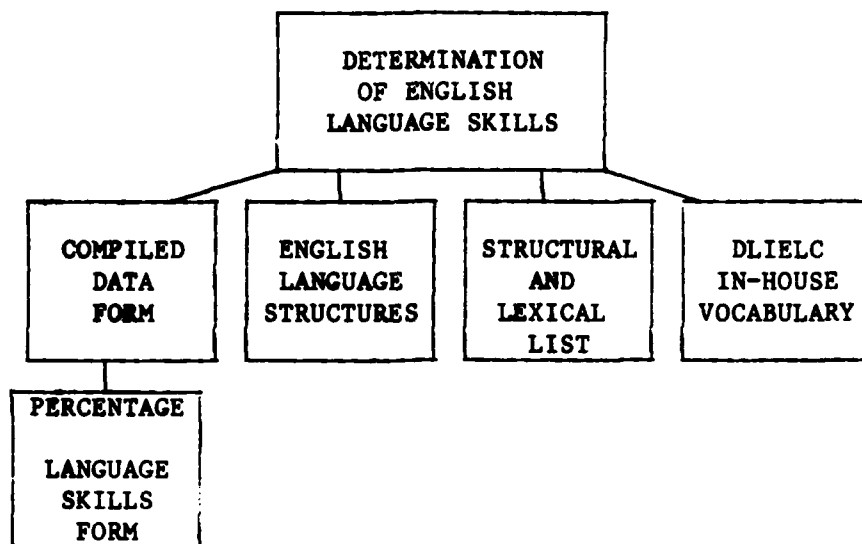 DETERMINATION
OF ENGLISH
LANGUAGE SKILLS
COMPILED
DATA
FORM
ENGLISH
LANGUAGE
STRUCTURES
STRUCTURAL
AND
LEXICAL
LIST
DLIELC
IN-HOUSE
VOCABULARY
PERCENTAGE
LANGUAGE
SKILLS
FORM